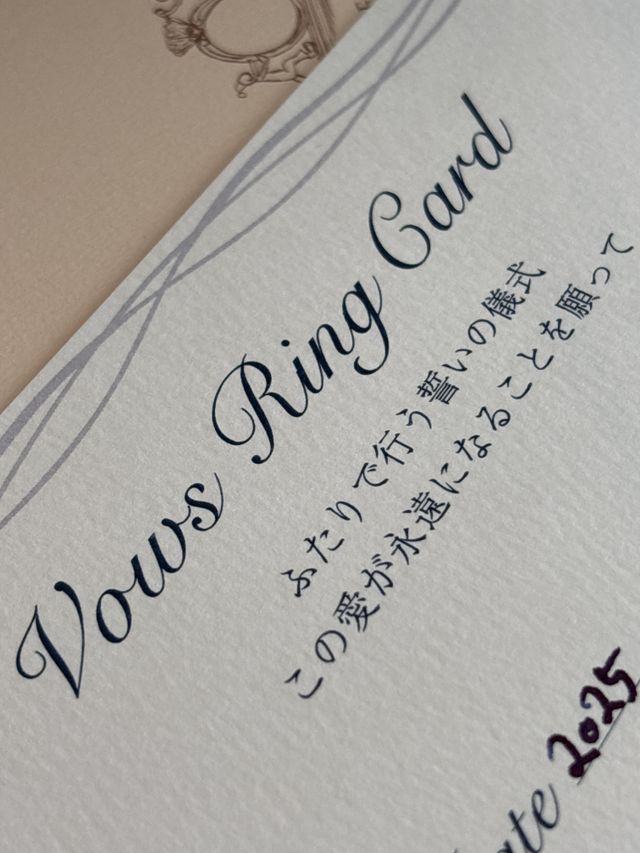 Vows Ring Card
ふたりで行う誓いの儀式
この愛が永遠になることを願って
2025